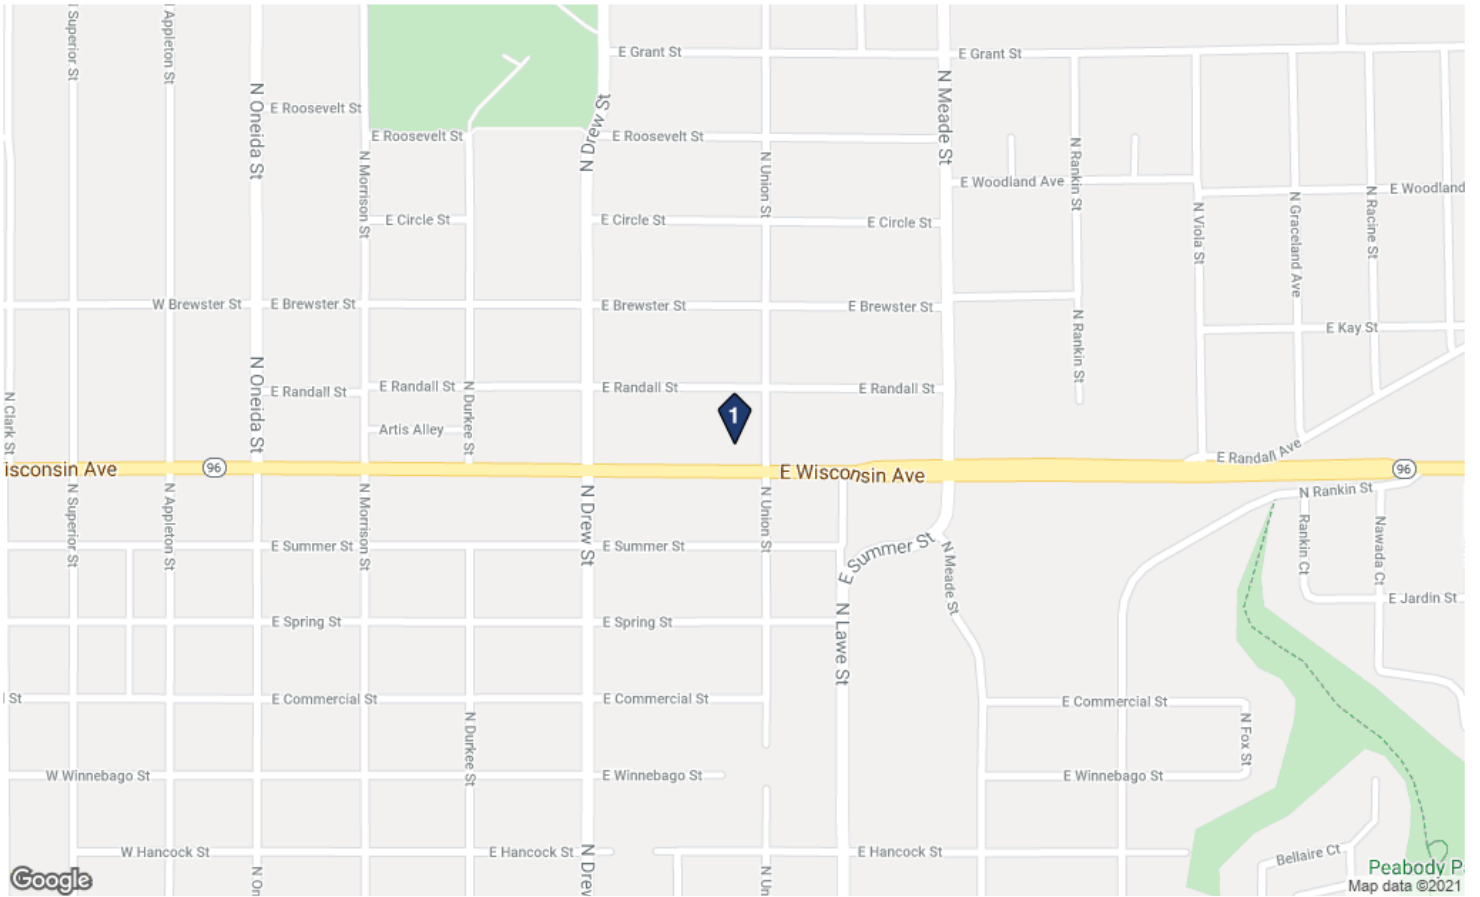 N Superior St
N Appleton St
E Grant St
E Grant St
N Oneida St
E Roosevelt St
E Roosevelt St
N Drew St
E Roosevelt St
N Meade St
N Rankin St
N Morrison St
N Union St
E Woodland Ave
E Woodland
N Viola St
N Graceland Ave
N Racine St
E Circle St
E Circle St
E Circle St
W Brewster St
E Brewster St
E Brewster St
E Brewster St
N Rankin St
E Kay St
N Oneida St
N Clark St
E Randall St
E Randall St
N Durkee St
E Randall St
E Randall St
1
Artis Alley
isconsin Ave
96
E Wisconsin Ave
E Randall Ave
96
N Superior St
N Appleton St
N Morrison St
N Drew St
N Union St
N Rankin St
Rankin Ct
Nawada Ct
E Summer St
E Summer St
E Summer St
N Meade St
E Jardin St
E Spring St
E Spring St
N Lawe St
l St
E Commercial St
E Commercial St
E Commercial St
N Durkee St
N Fox St
W Winnebago St
E Winnebago St
E Winnebago St
W Hancock St
E Hancock St
E Hancock St
Bellaire Ct
N On
N Drew
N Un
Peabody P
Google
Map data ©2021